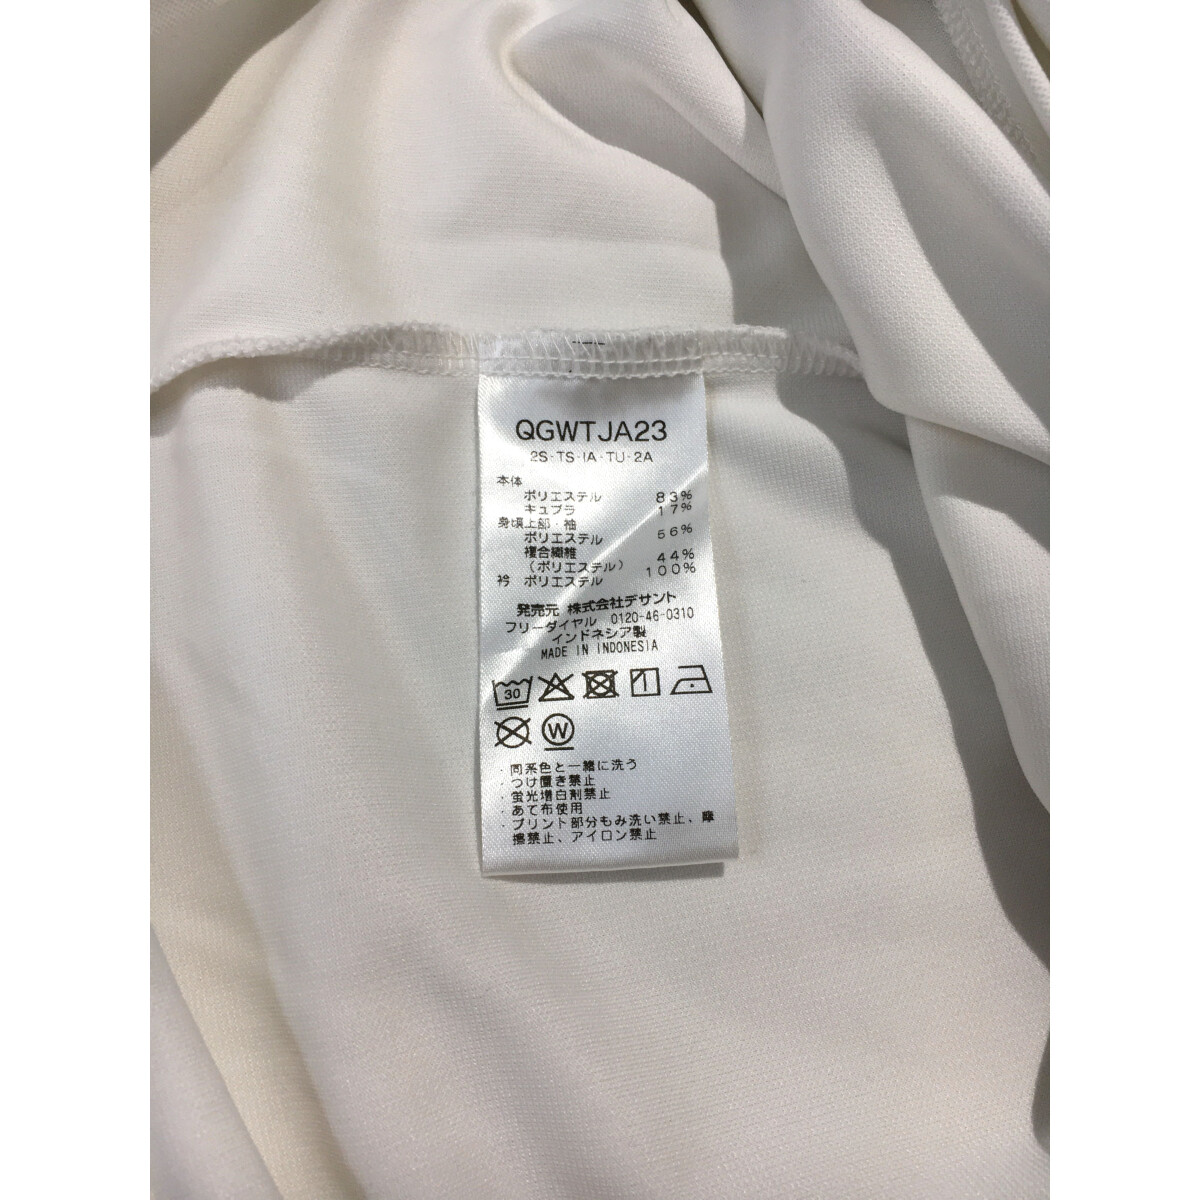 QGWTJA23
2S-TS-IA-TU-2A
本体
ポリエステル 83%
キュプラ 17%
身頃上部・袖
ポリエステル 56%
複合繊維 44%
(ポリエステル)
衿 ポリエステル 100%
発売元 株式会社デサント
フリーダイヤル 0120-46-0310
インドネシア製
MADE IN INDONESIA
30
W
・同系色と一緒に洗う
・つけ置き禁止
・蛍光増白剤禁止
・あて布使用
・プリント部分もみ洗い禁止、摩
擦禁止、アイロン禁止